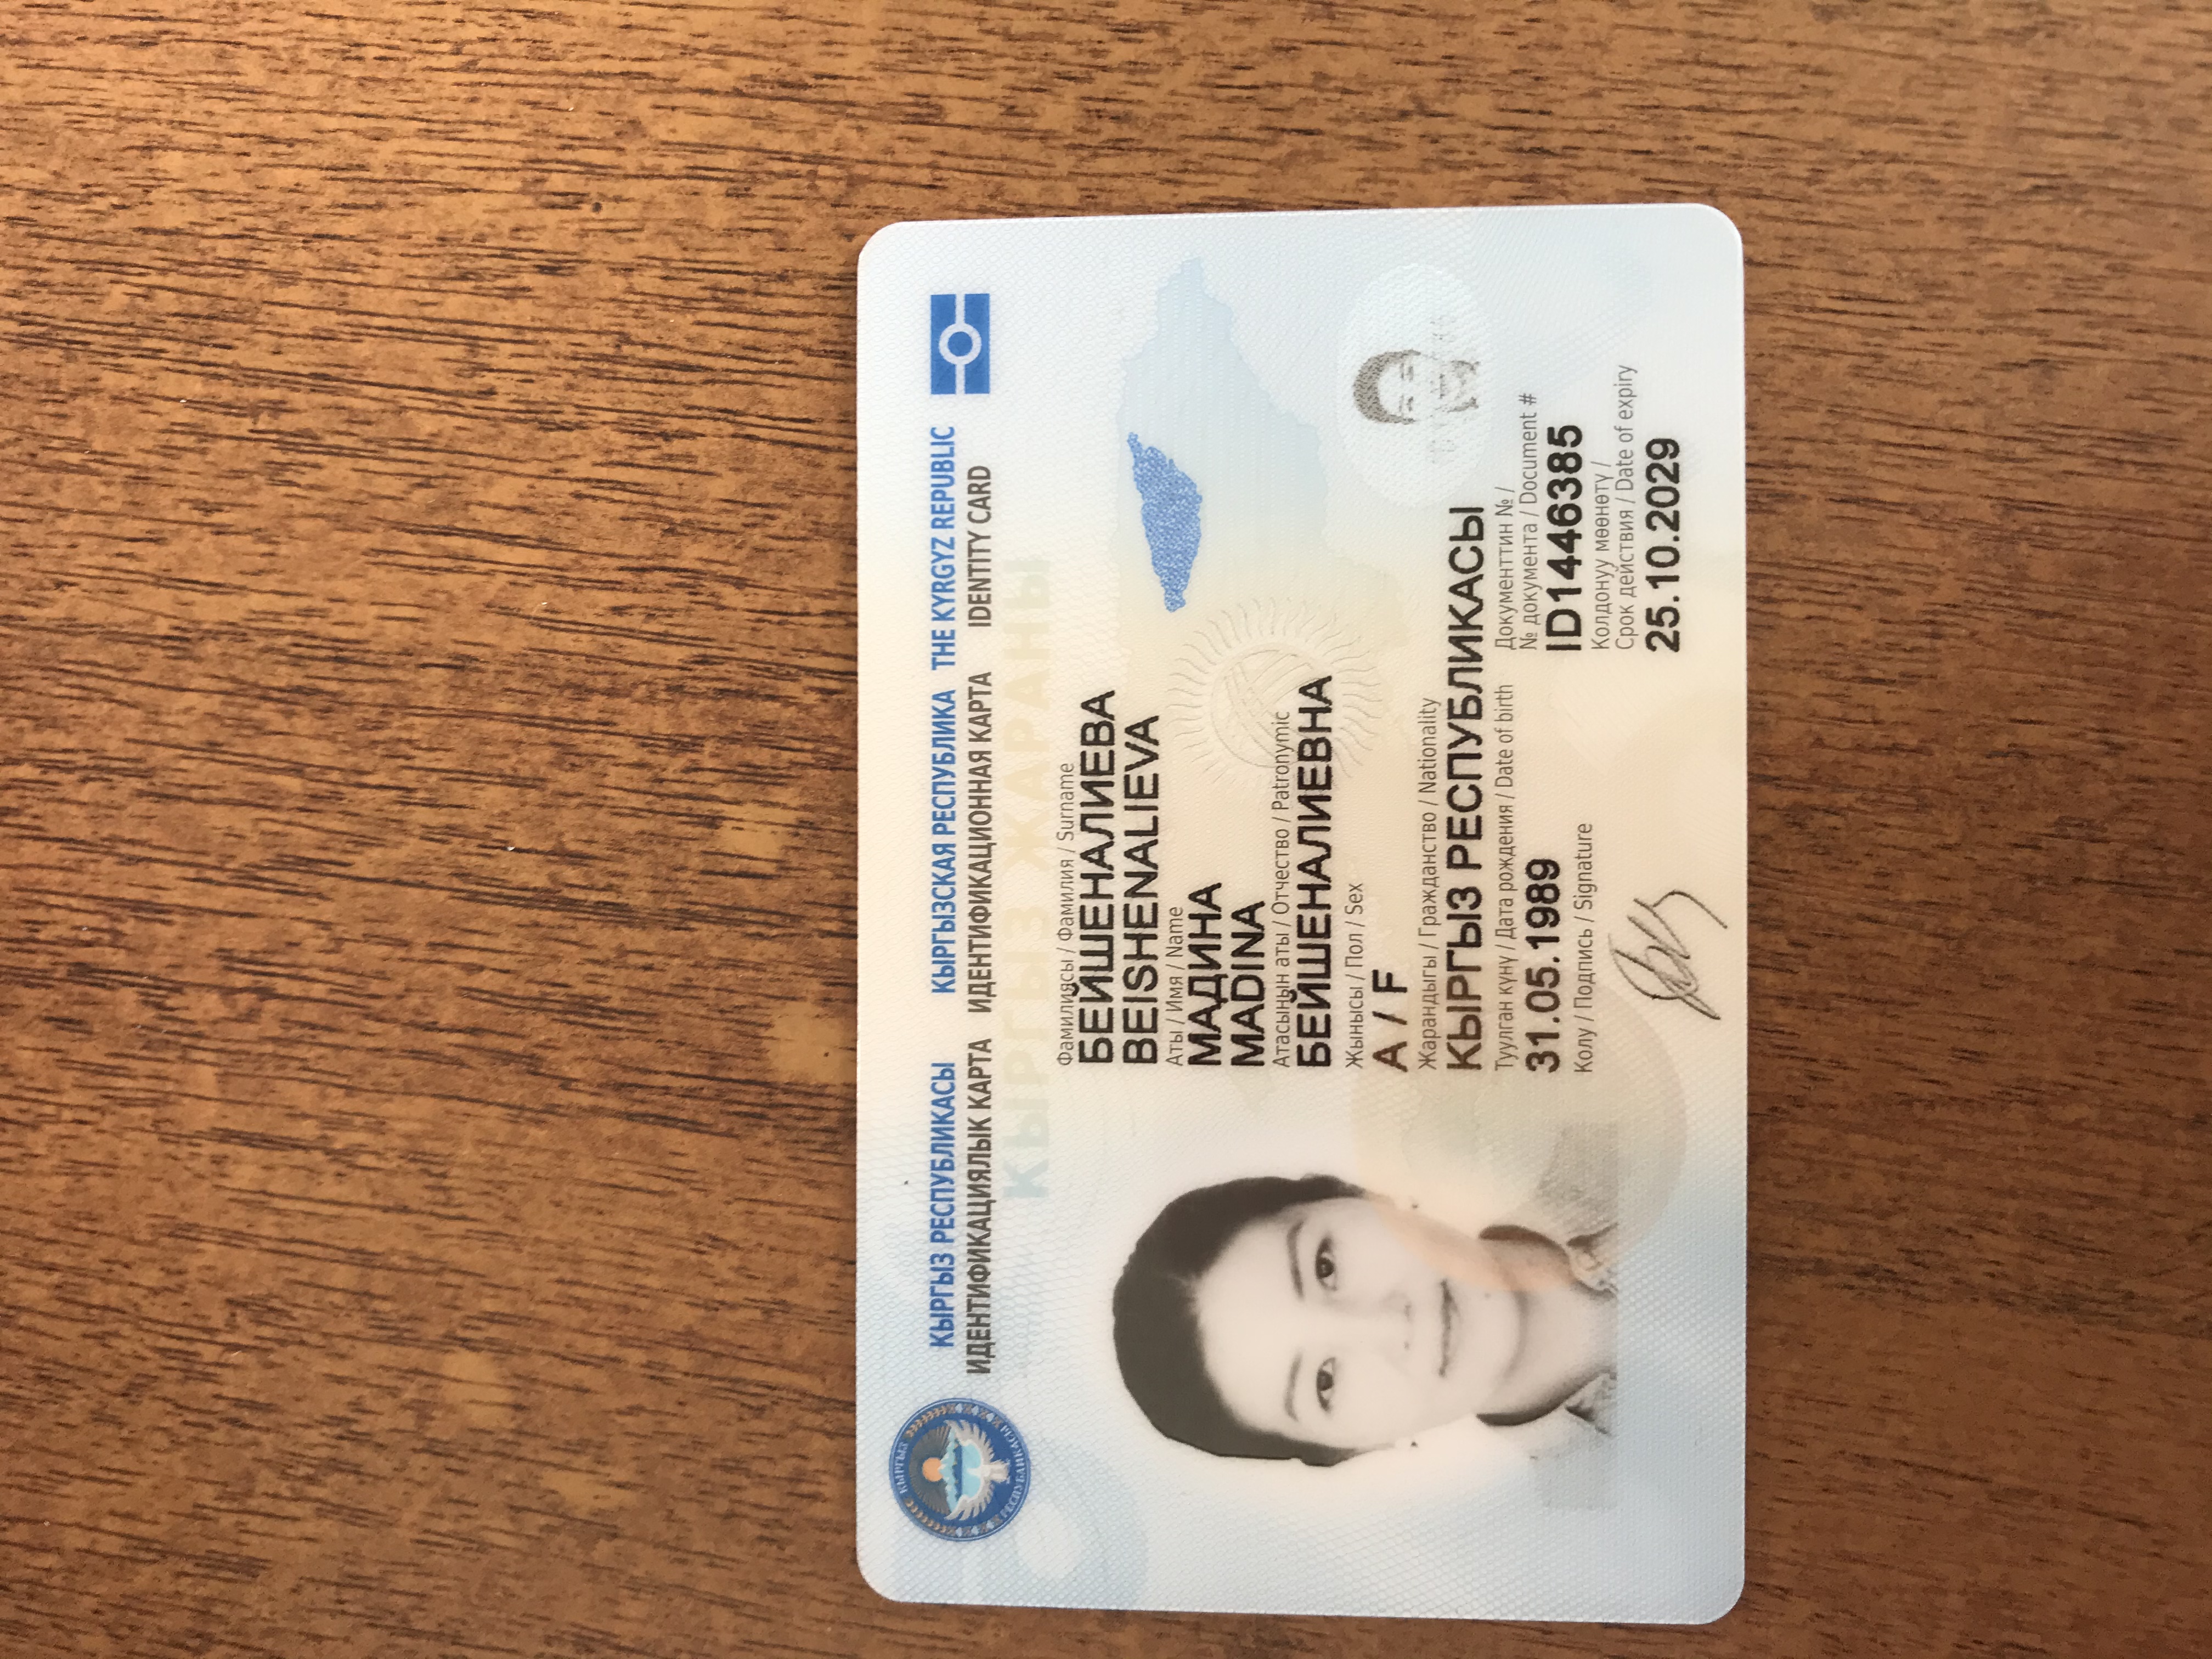 КЫРГЫЗ РЕСПУБЛИКАСЫ КЫРГЫЗСКАЯ РЕСПУБЛИКА THE KYRGYZ REPUBLIC
ИДЕНТИФИКАЦИЯЛЫК КАРТА ИДЕНТИФИКАЦИОННАЯ КАРТА IDENTITY CARD
КЫРГЫЗ РЕСПУБЛИКАСЫ
КЫРГЫЗ ЖАРАНЫ
Фамилиясы / Фамилия / Surname
БЕЙШЕНАЛИЕВА
BEISHENALIEVA
Аты / Имя / Name
МАДИНА
MADINA
Атасынын аты / Отчество / Patronymic
БЕЙШЕНАЛИЕВНА
Жынысы / Пол / Sex
А / F
Жарандыгы / Гражданство / Nationality
КЫРГЫЗ РЕСПУБЛИКАСЫ
Туулган күнү / Дата рождения / Date of birth
31.05.1989
Документтин № /
№ документа / Document #
ID1446385
Колу / Подпись / Signature
Колдонуу мөөнөтү /
Срок действия / Date of expiry
25.10.2029